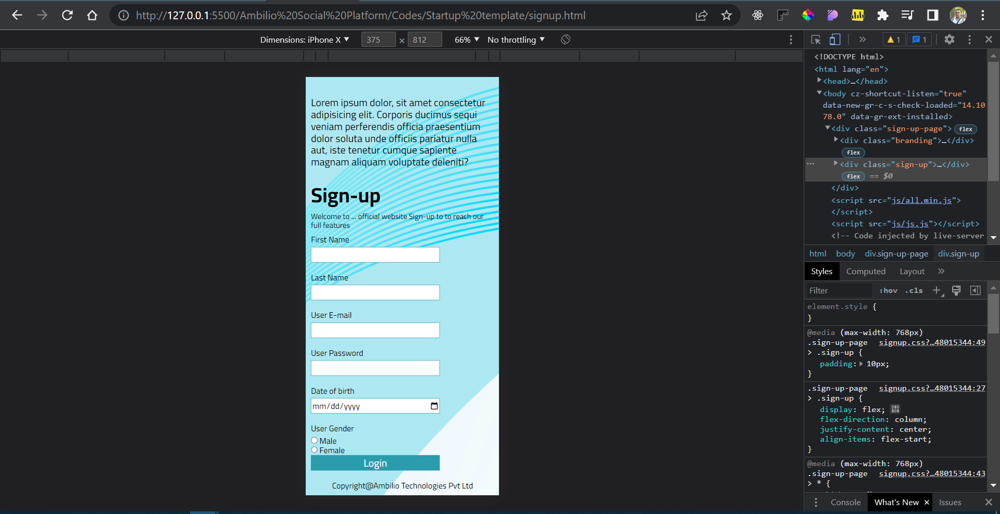 http://127.0.0.1:5500/Ambilio%20Social%20Platform/Codes/Startup%20template/signup.html
Dimensions: iPhone X ▼ 375 × 812 66% ▼ No throttling ▼
1 1
Lorem ipsum dolor, sit amet consectetur
adipisicing elit. Corporis ducimus sequi
veniam perferendis officia praesentium
dolor soluta unde officiis pariatur nulla
aut, iste tenetur cumque sapiente
magnam aliquam voluptate deleniti?
Sign-up
Welcome to ... official website Sign-up to to reach our
full features
First Name
Last Name
User E-mail
User Password
Date of birth
mm/dd/yyyy
User Gender
Male
Female
Login
Copyright@Ambilio Technologies Pvt Ltd
<!DOCTYPE html>
<html lang="en">
<head>…</head>
<body cz-shortcut-listen="true"
data-new-gr-c-s-check-loaded="14.10
78.0" data-gr-ext-installed>
<div class="sign-up-page"> flex
<div class="branding">…</div>
flex
<div class="sign-up">…</div>
flex == $0
</div>
<script src="js/all.min.js">
</script>
<script src="js/js.js"></script>
<!-- Code injected by live-server
html body div.sign-up-page div.sign-up
Styles Computed Layout »
Filter :hov .cls +
element.style {
}
@media (max-width: 768px)
.sign-up-page signup.css?…48015344:49
> .sign-up {
padding: 10px;
}
.sign-up-page signup.css?…48015344:27
> .sign-up {
display: flex;
flex-direction: column;
justify-content: center;
align-items: flex-start;
}
@media (max-width: 768px)
.sign-up-page signup.css?…48015344:43
> * {
Console What's New × Issues